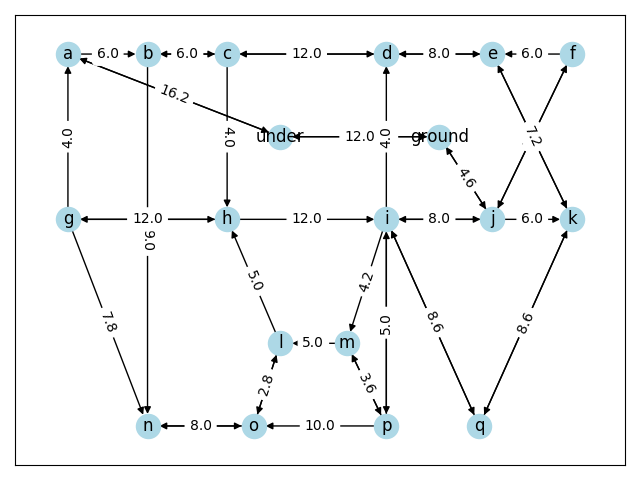 a 6.0 b 6.0 c 12.0 d 8.0 e 6.0 f
16.2
under 12.0 ground
4.0 4.0 4.0 7.2
4.6
g 12.0 h 12.0 i 8.0 j 6.0 k
9.0
5.0 4.2
7.8 5.0 8.6 8.6
l 5.0 m
2.8 3.6
n 8.0 o 10.0 p q